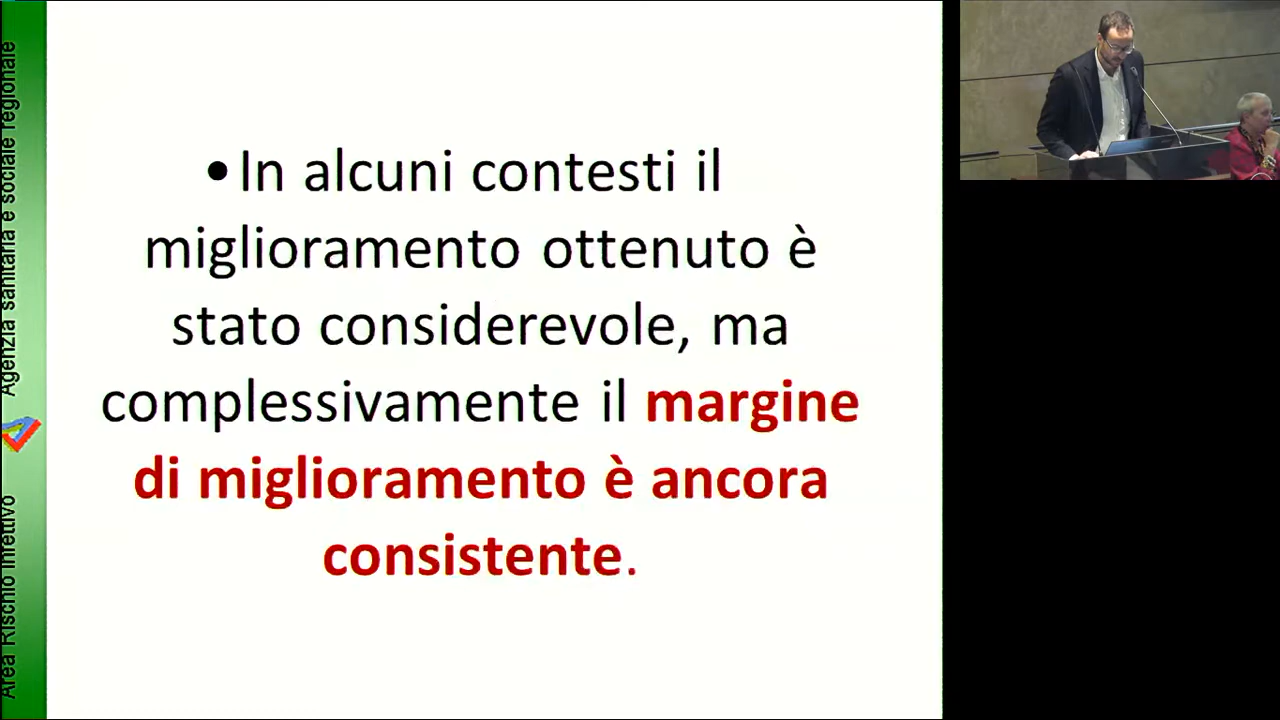 •In alcuni contesti il
miglioramento ottenuto è
stato considerevole, ma
complessivamente il margine
di miglioramento è ancora
consistente.
Agenzia sanitaria e sociale regionale
Area Rischio Infettivo